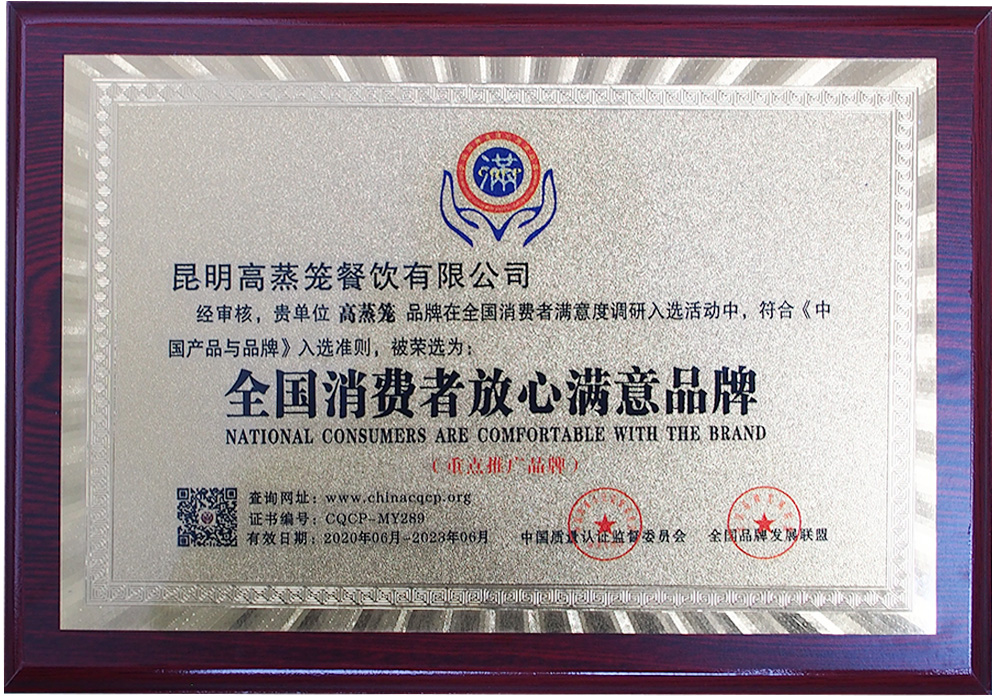 滿
昆明高蒸笼餐饮有限公司
经审核，贵单位 高蒸笼 品牌在全国消费者满意度调研入选活动中，符合《中
国产品与品牌》入选准则，被荣选为：
全国消费者放心满意品牌
NATIONAL CONSUMERS ARE COMFORTABLE WITH THE BRAND
（重点推广品牌）
查询网址：www.chinacqcp.org
证书编号：CQCP-MY289
有效日期：2020年06月-2023年06月
中国质量认证监督委员会 全国品牌发展联盟